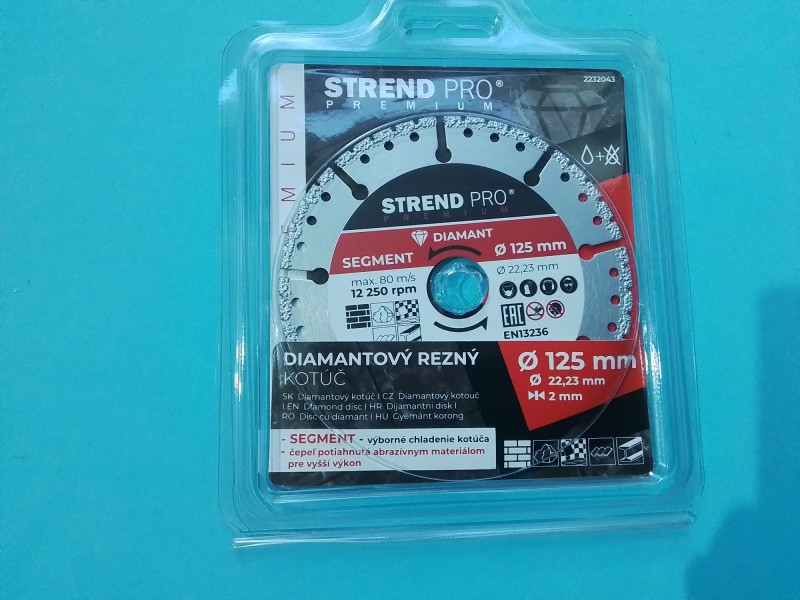 STREND PRO®
PREMIUM
2232043
MIUM
+
STREND PRO®
PREMIUM
DIAMANT
SEGMENT
Ø 125 mm
max. 80 m/s
12 250 rpm
Ø 22,23 mm
EAC
EN13236
DIAMANTOVÝ REZNÝ
KOTÚČ
SK Diamantový kotúč I CZ Diamantový kotouč
I EN Diamond disc I HR Dijamantni disk I
RO Disc cu diamant I HU Gyémánt korong
Ø 125 mm
Ø 22,23 mm
2 mm
- SEGMENT - výborné chladenie kotúča
- čepeľ potiahnutá abrazívnym materiálom
pre vyšší výkon